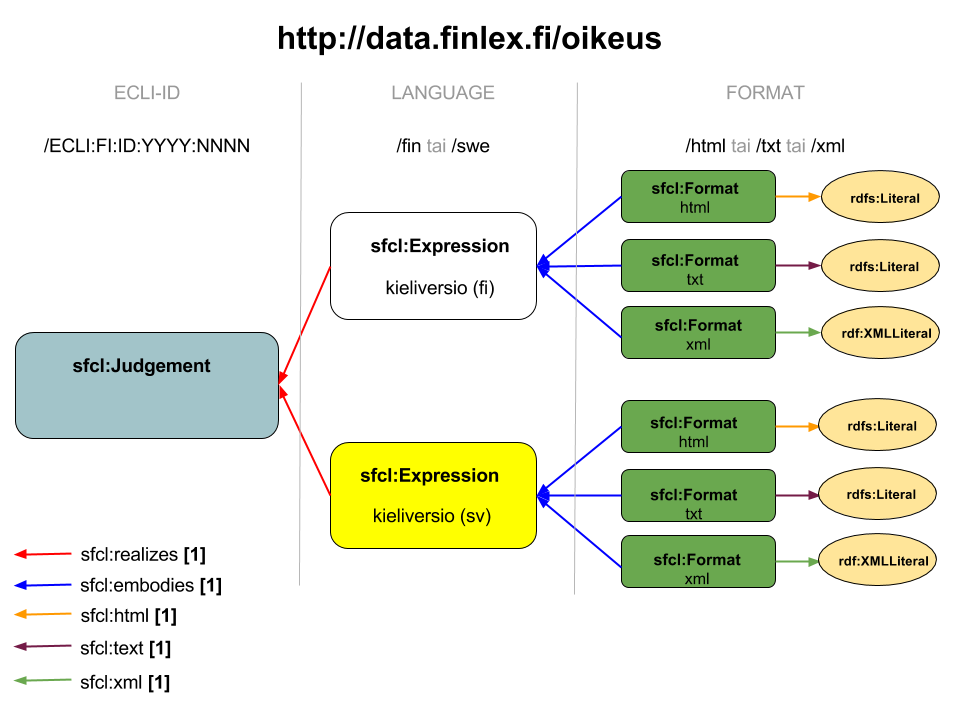 http://data.finlex.fi/oikeus
ECLI-ID
LANGUAGE
FORMAT
/ECLI:FI:ID:YYYY:NNNN
/fin tai /swe
/html tai /txt tai /xml
sfcl:Format
html
rdfs:Literal
sfcl:Expression
kieliversio (fi)
sfcl:Format
txt
rdfs:Literal
sfcl:Format
xml
rdf:XMLLiteral
sfcl:Judgement
sfcl:Format
html
rdfs:Literal
sfcl:Expression
kieliversio (sv)
sfcl:Format
txt
rdfs:Literal
sfcl:Format
xml
rdf:XMLLiteral
sfcl:realizes [1]
sfcl:embodies [1]
sfcl:html [1]
sfcl:text [1]
sfcl:xml [1]